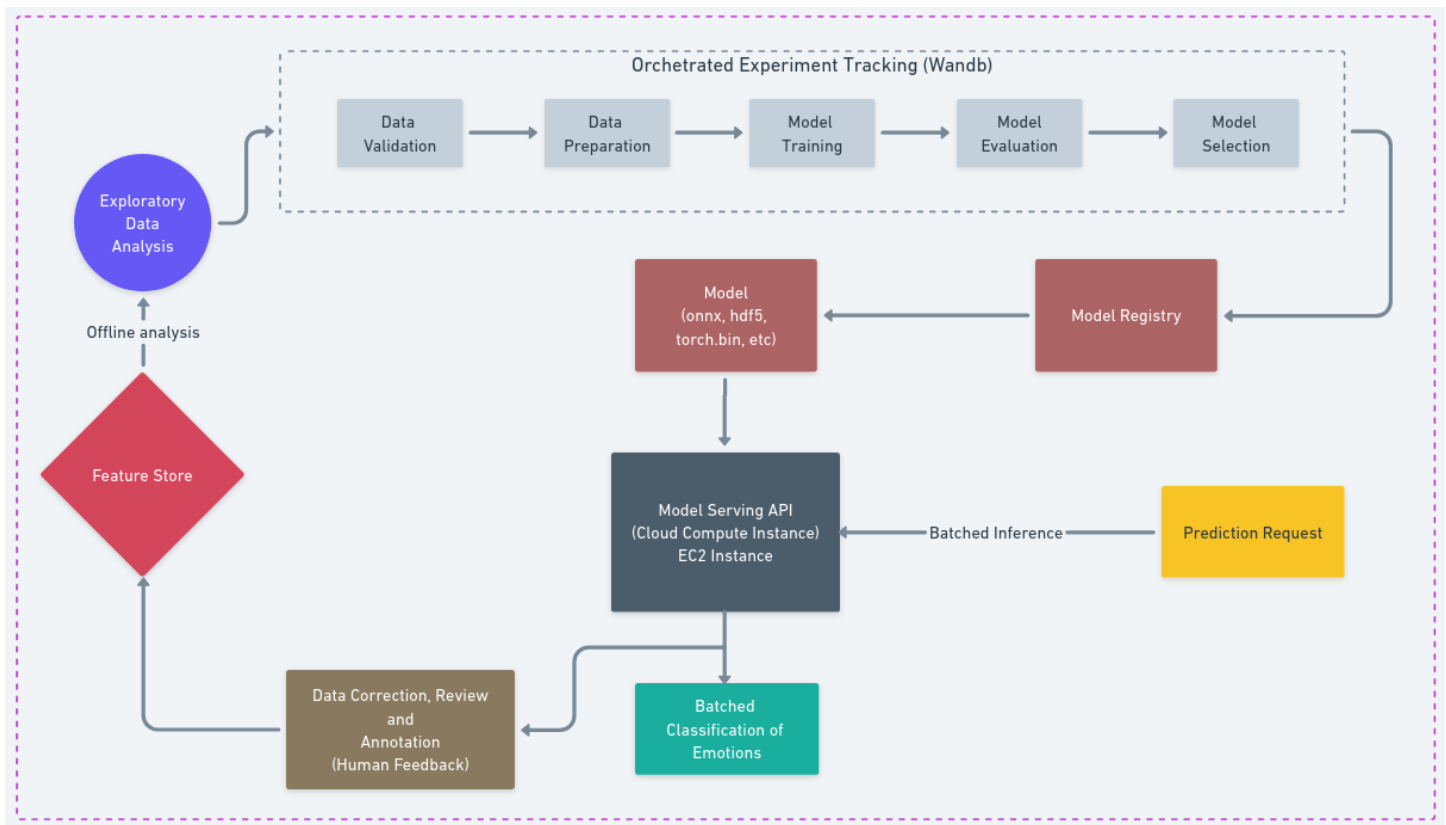 Orchetrated Experiment Tracking (Wandb)
Data
Validation
Data
Preparation
Model
Training
Model
Evaluation
Model
Selection
Exploratory
Data
Analysis
Offline analysis
Feature Store
Model
(onnx, hdf5,
torch.bin, etc)
Model Registry
Model Serving API
(Cloud Compute Instance)
EC2 Instance
Batched Inference
Prediction Request
Data Correction, Review
and
Annotation
(Human Feedback)
Batched
Classification of
Emotions